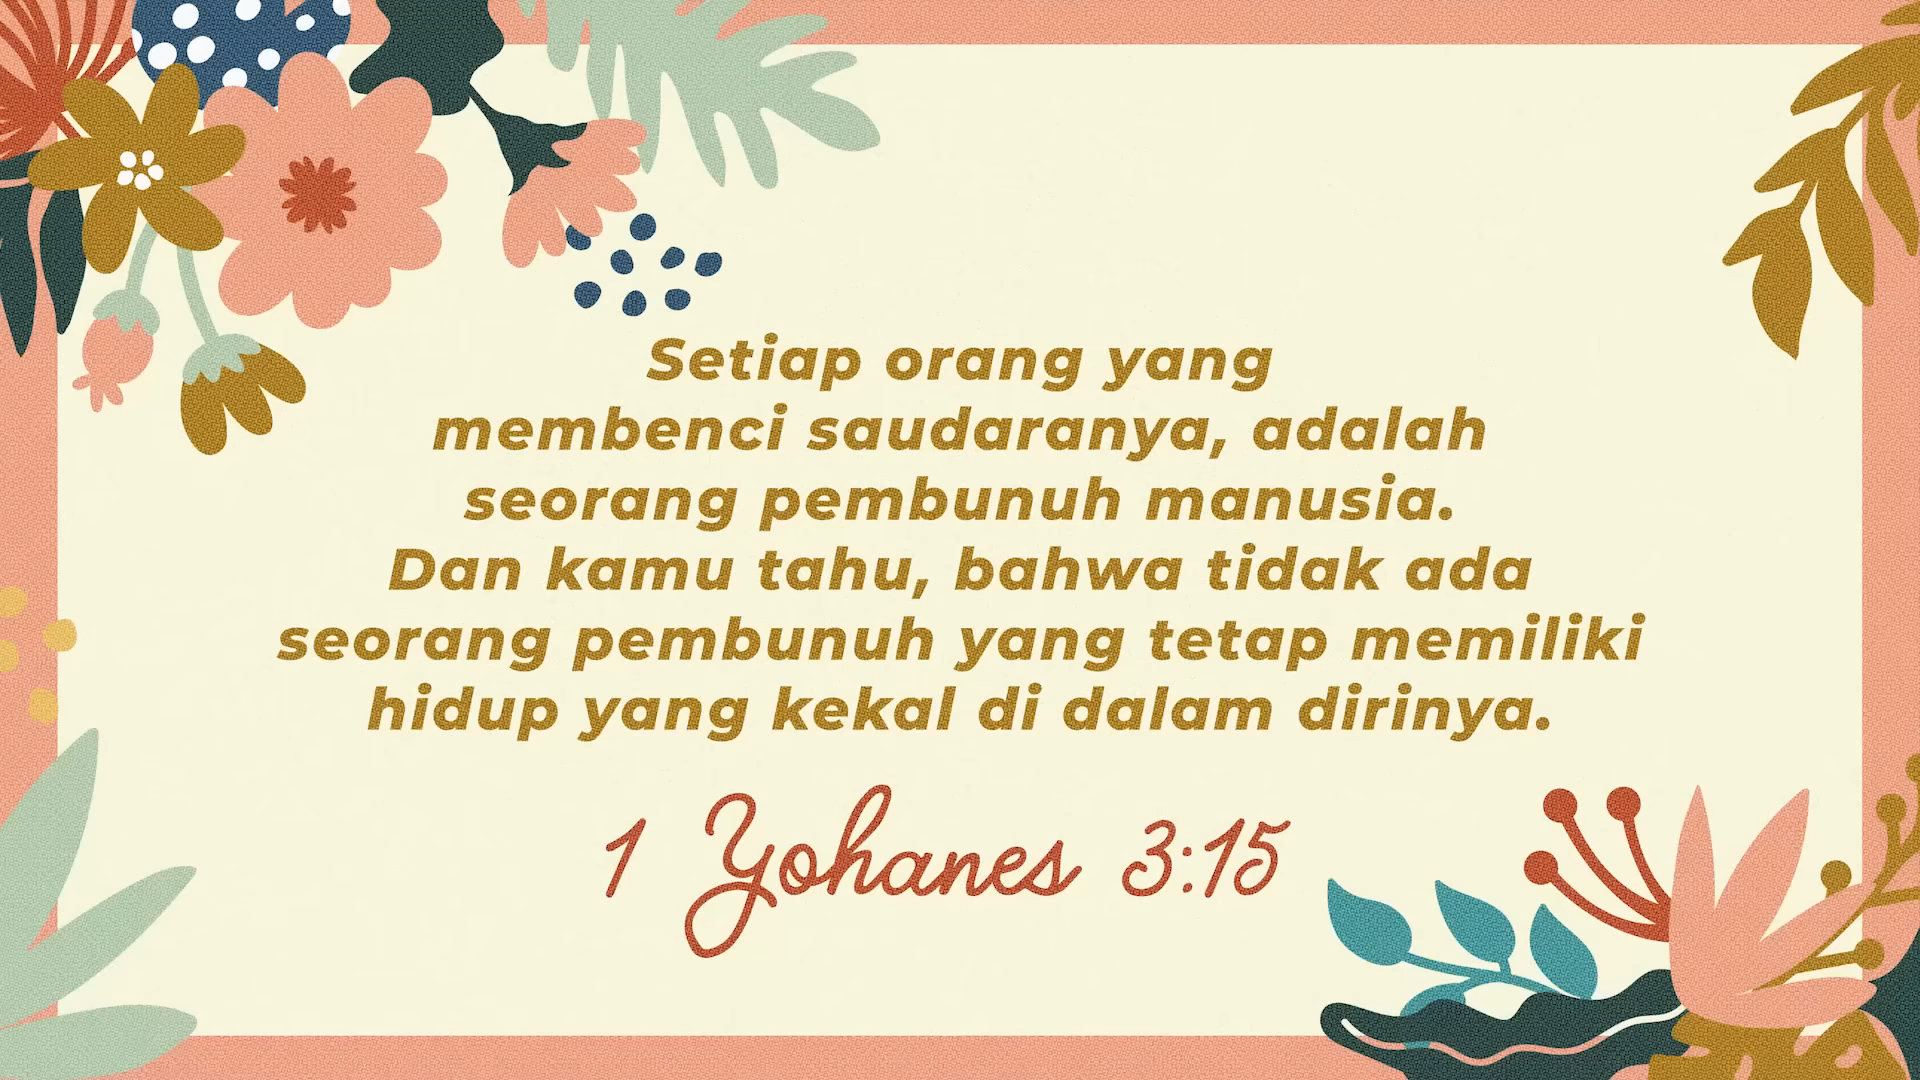 Setiap orang yang
membenci saudaranya, adalah
seorang pembunuh manusia.
Dan kamu tahu, bahwa tidak ada
seorang pembunuh yang tetap memiliki
hidup yang kekal di dalam dirinya.
1 Yohanes 3:15